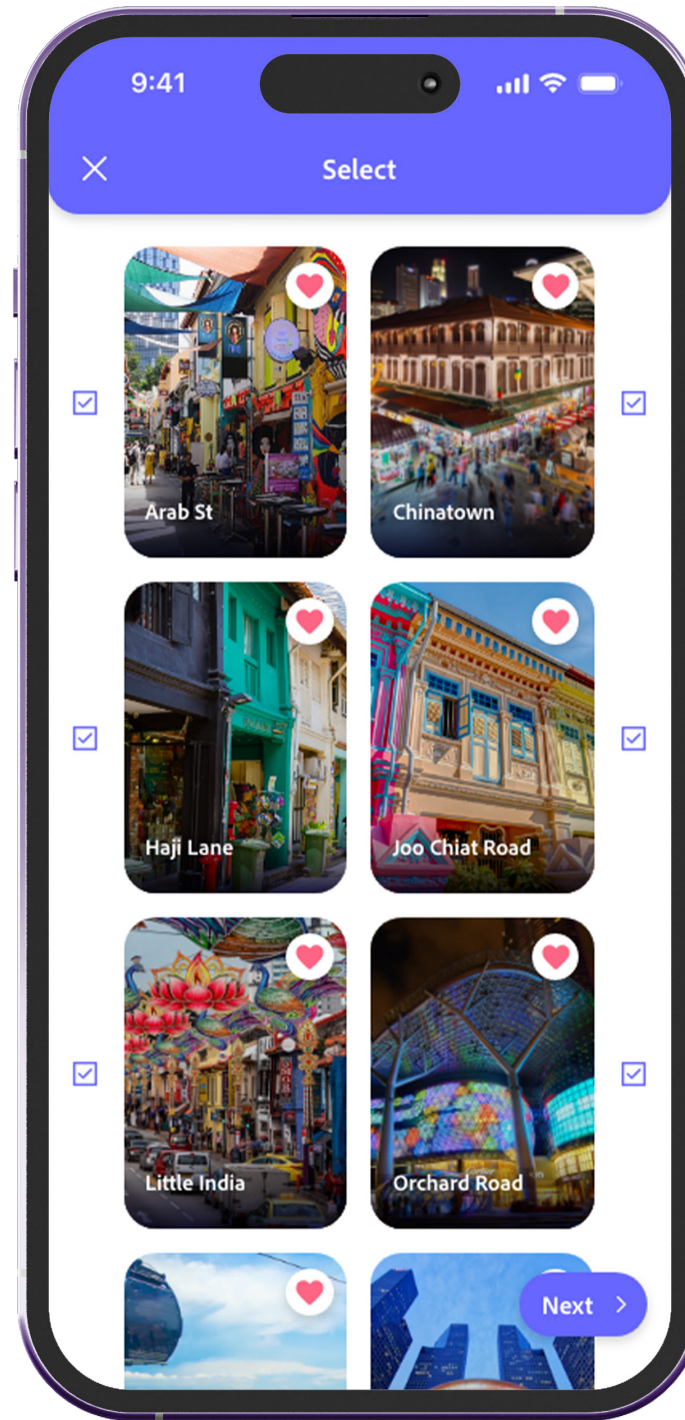 9:41
Select
Arab St
Chinatown
Haji Lane
Joo Chiat Road
Little India
Orchard Road
Next